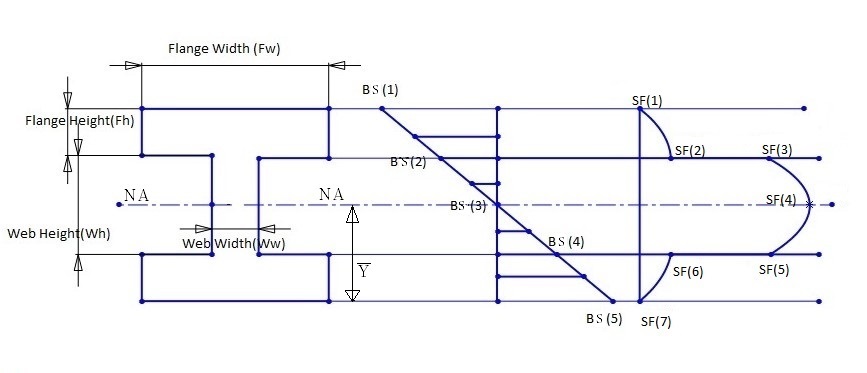 Flange Width (Fw)
BS(1)
SF(1)
Flange Height(Fh)
BS(2)
SF(2)
SF(3)
NA
NA
BS(3)
SF(4)
Web Height(Wh)
Web Width(Ww)
BS(4)
Y
SF(6)
SF(5)
BS(5)
SF(7)